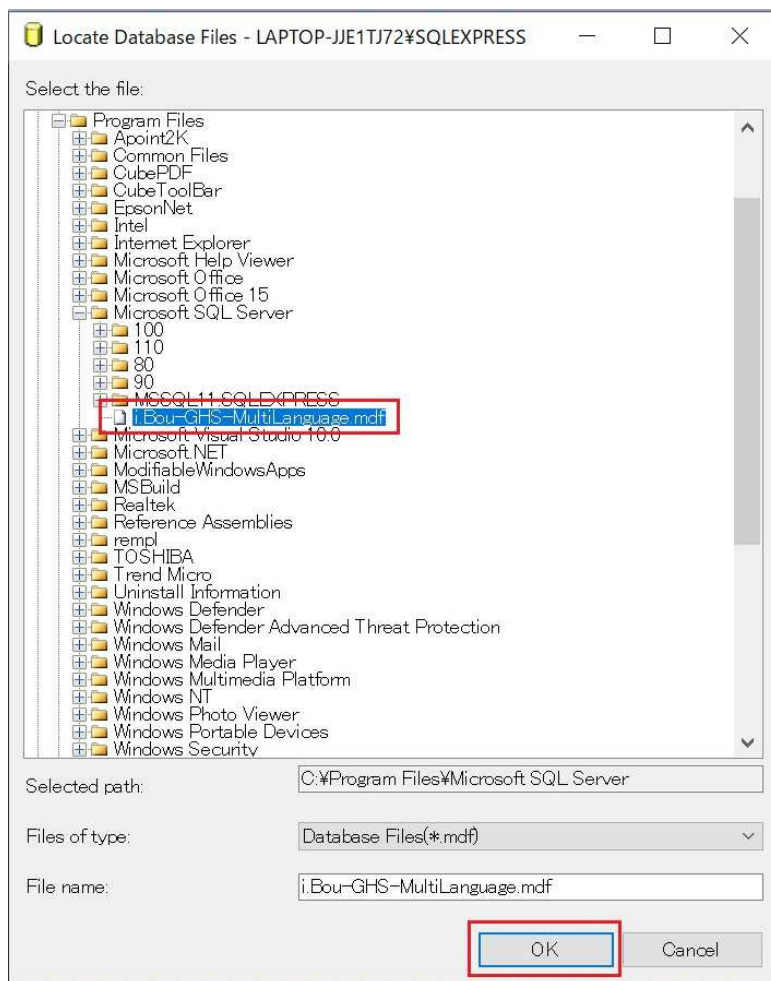 Locate Database Files - LAPTOP-JJE1TJ72¥SQLEXPRESS
Select the file:
Program Files
Apoint2K
Common Files
CubePDF
CubeToolBar
EpsonNet
Intel
Internet Explorer
Microsoft Help Viewer
Microsoft Office
Microsoft Office 15
Microsoft SQL Server
100
110
80
90
MSSQL11.SQLEXPRESS
i.Bou-GHS-MultiLanguage.mdf
Microsoft Visual Studio 10.0
Microsoft.NET
ModifiableWindowsApps
MSBuild
Realtek
Reference Assemblies
rempl
TOSHIBA
Trend Micro
Uninstall Information
Windows Defender
Windows Defender Advanced Threat Protection
Windows Mail
Windows Media Player
Windows Multimedia Platform
Windows NT
Windows Photo Viewer
Windows Portable Devices
Windows Security
Selected path: C:¥Program Files¥Microsoft SQL Server
Files of type: Database Files(*.mdf)
File name: i.Bou-GHS-MultiLanguage.mdf
OK Cancel